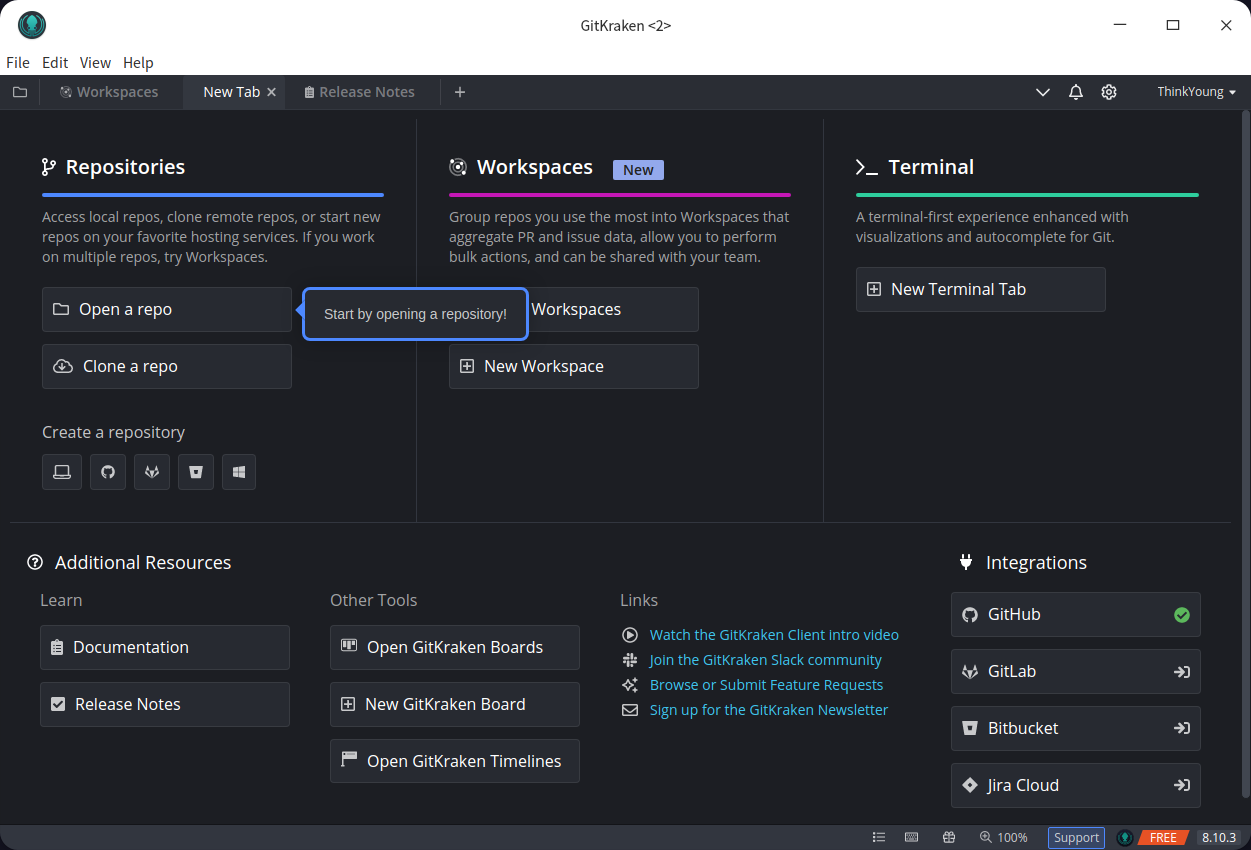 GitKraken <2>
File Edit View Help
Workspaces New Tab Release Notes ThinkYoung
Repositories
Access local repos, clone remote repos, or start new
repos on your favorite hosting services. If you work
on multiple repos, try Workspaces.
Open a repo
Start by opening a repository!
Clone a repo
Create a repository
Workspaces New
Group repos you use the most into Workspaces that
aggregate PR and issue data, allow you to perform
bulk actions, and can be shared with your team.
Workspaces
New Workspace
Terminal
A terminal-first experience enhanced with
visualizations and autocomplete for Git.
New Terminal Tab
Additional Resources
Learn
Documentation
Release Notes
Other Tools
Open GitKraken Boards
New GitKraken Board
Open GitKraken Timelines
Links
Watch the GitKraken Client intro video
Join the GitKraken Slack community
Browse or Submit Feature Requests
Sign up for the GitKraken Newsletter
Integrations
GitHub
GitLab
Bitbucket
Jira Cloud
100% Support FREE 8.10.3